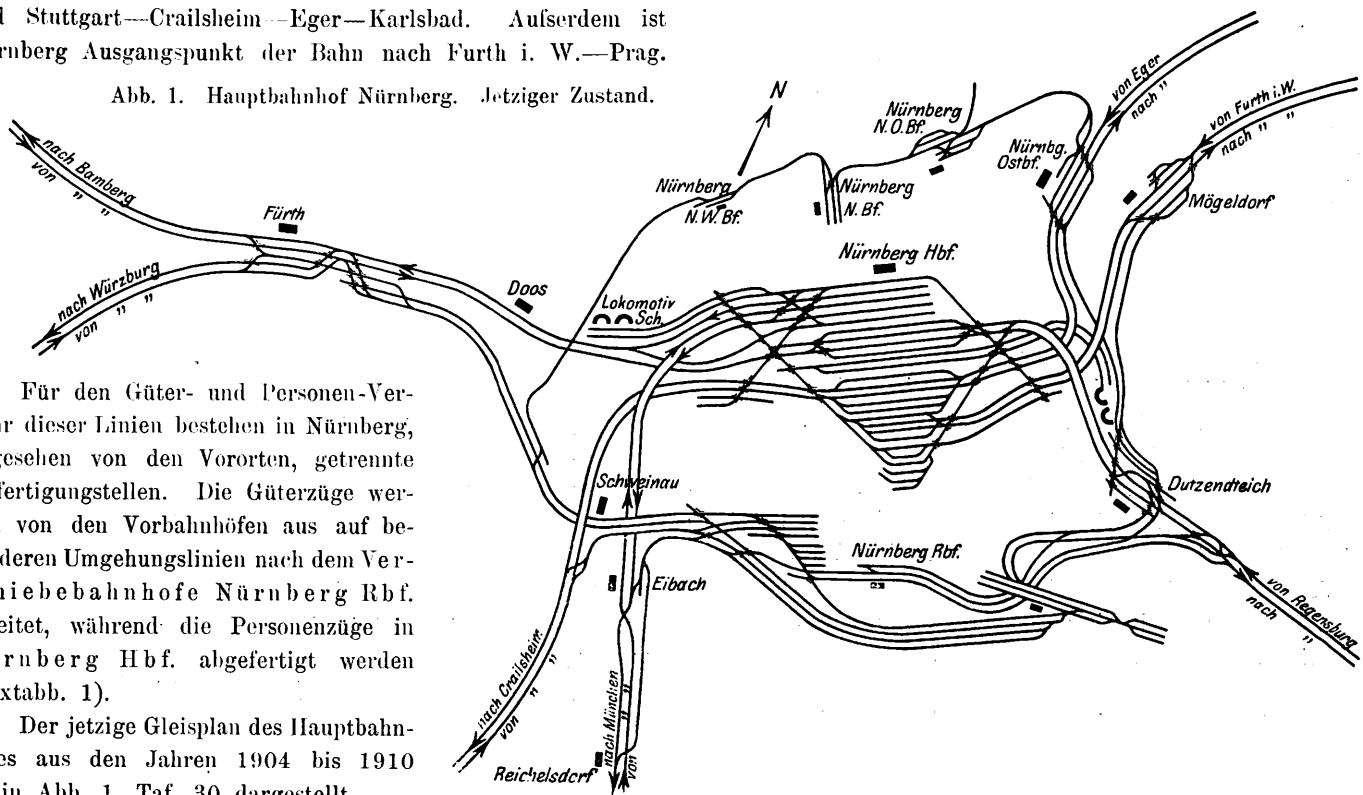 Stuttgart—Crailsheim—Eger—Karlsbad. Aufserdem ist
rnberg Ausgangspunkt der Bahn nach Furth i. W.—Prag.
Abb. 1. Hauptbahnhof Nürnberg. Jetziger Zustand.
N
von Eger
nach "
von Furth i.W.
nach " "
Nürnberg
N.O.Bf.
Nürnbg.
Ostbf.
Mögeldorf
Nürnberg
N.W.Bf.
Nürnberg
N.Bf.
nach Bamberg
von " "
Fürth
nach Würzburg
von " "
Doos
Lokomotiv
Sch.
Nürnberg Hbf.
Für den Güter- und Personen-Ver-
r dieser Linien bestehen in Nürnberg,
gesehen von den Vororten, getrennte
fertigungstellen. Die Güterzüge wer-
von den Vorbahnhöfen aus auf be-
deren Umgehungslinien nach dem Ver-
iebebahnhofe Nürnberg Rbf.
eitet, während die Personenzüge in
rnberg Hbf. abgefertigt werden
xtabb. 1).
Der jetzige Gleisplan des Hauptbahn-
es aus den Jahren 1904 bis 1910
in Abb. 1, Taf. 30 dargestellt.
Schweinau
Eibach
Nürnberg Rbf.
Dutzendteich
von Regensburg
nach "
nach Crailsheim
von "
nach München
von " "
Reichelsdorf